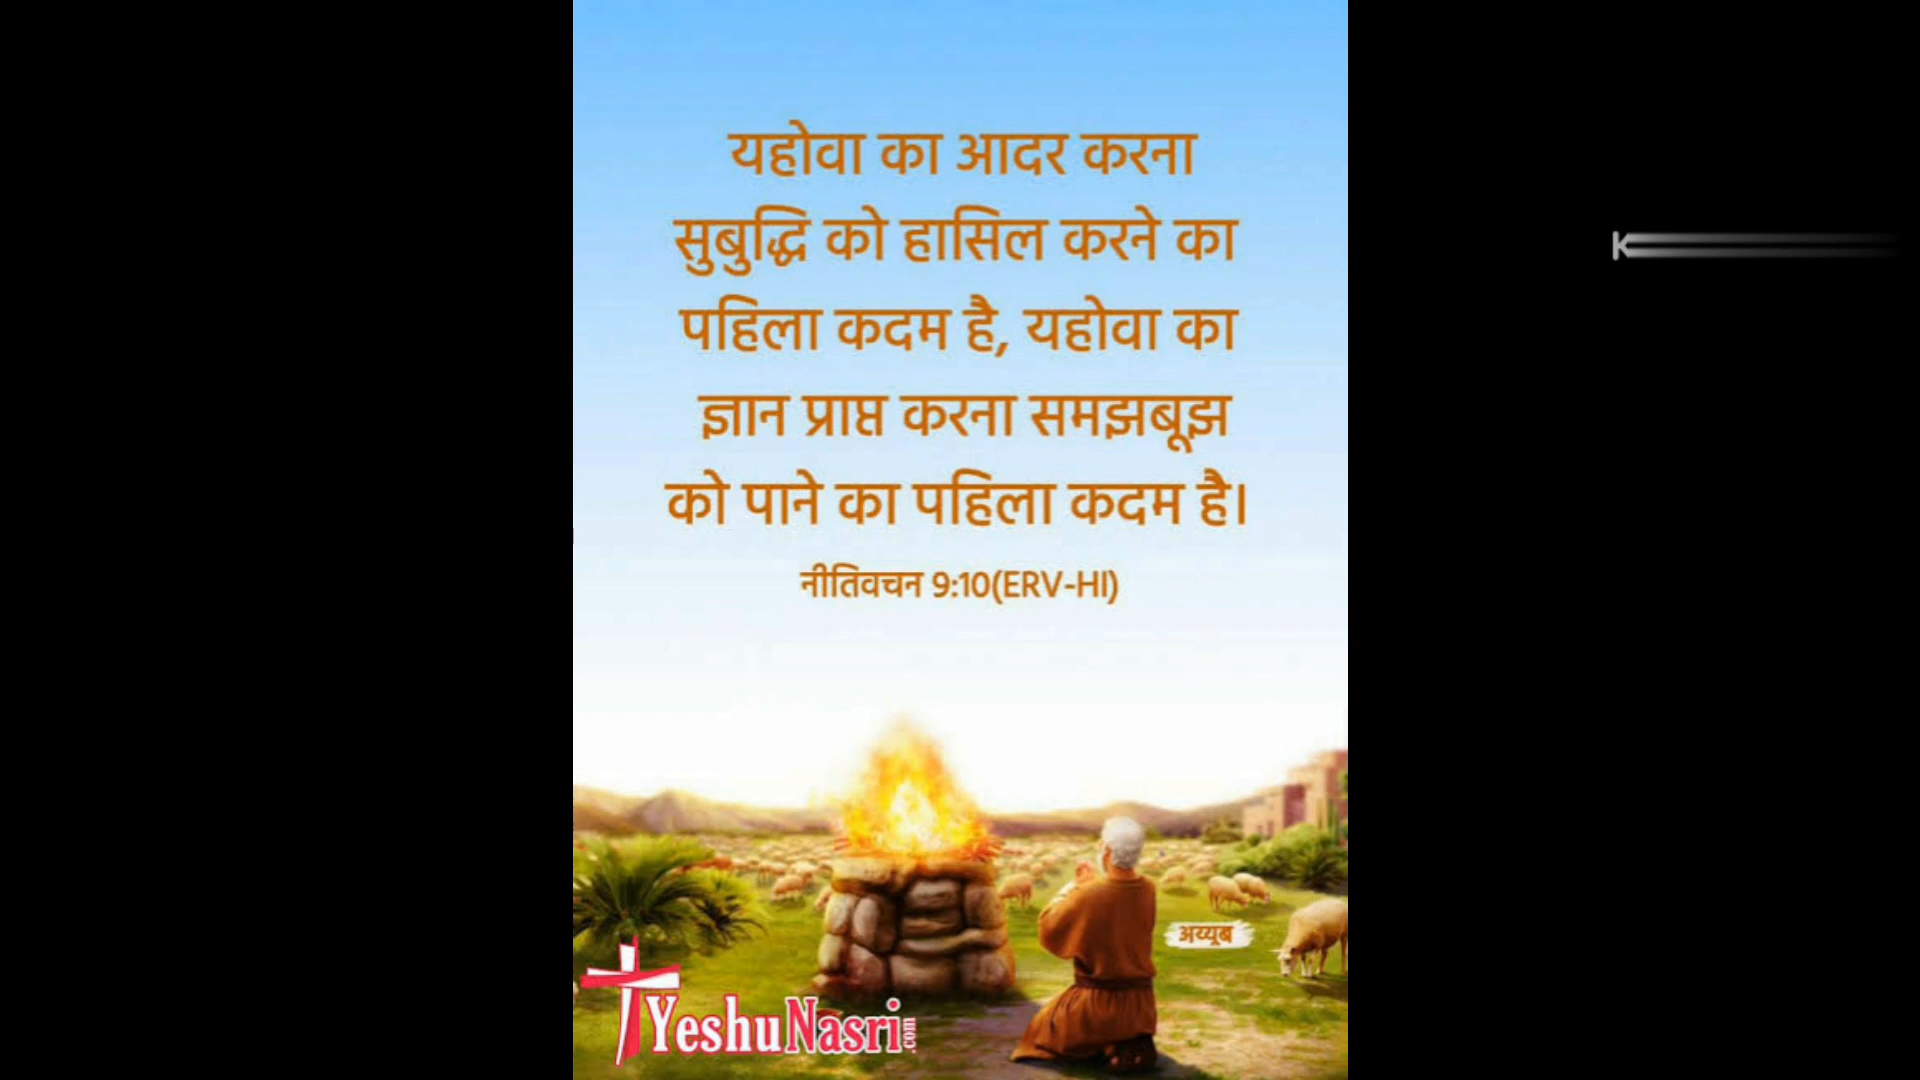 यहोवा का आदर करना
सुबुद्धि को हासिल करने का
पहिला कदम है, यहोवा का
ज्ञान प्राप्त करना समझबूझ
को पाने का पहिला कदम है।
नीतिवचन 9:10(ERV-HI)
अय्यूब
YeshuNasri.com
K